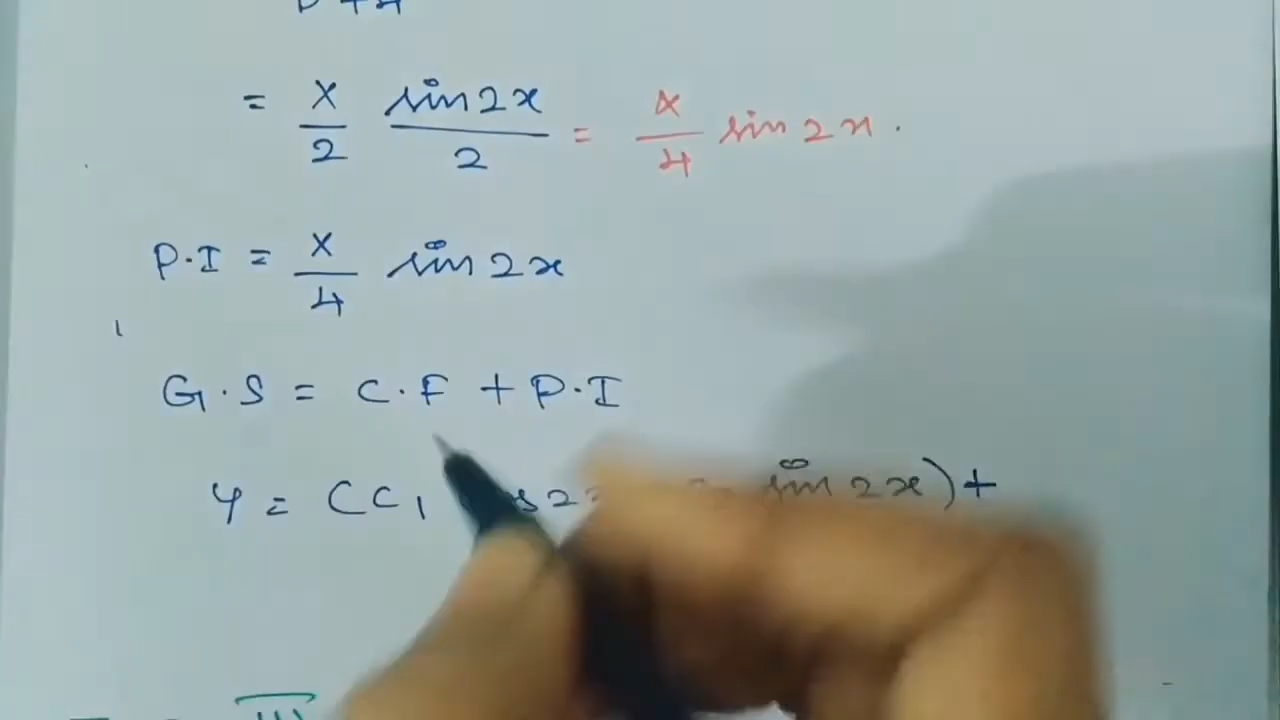 = x/2 sin2x/2 = x/4 sin 2x.
P.I = x/4 sin 2x
G.S = C.F + P.I
y = (C1 sin 2x) +